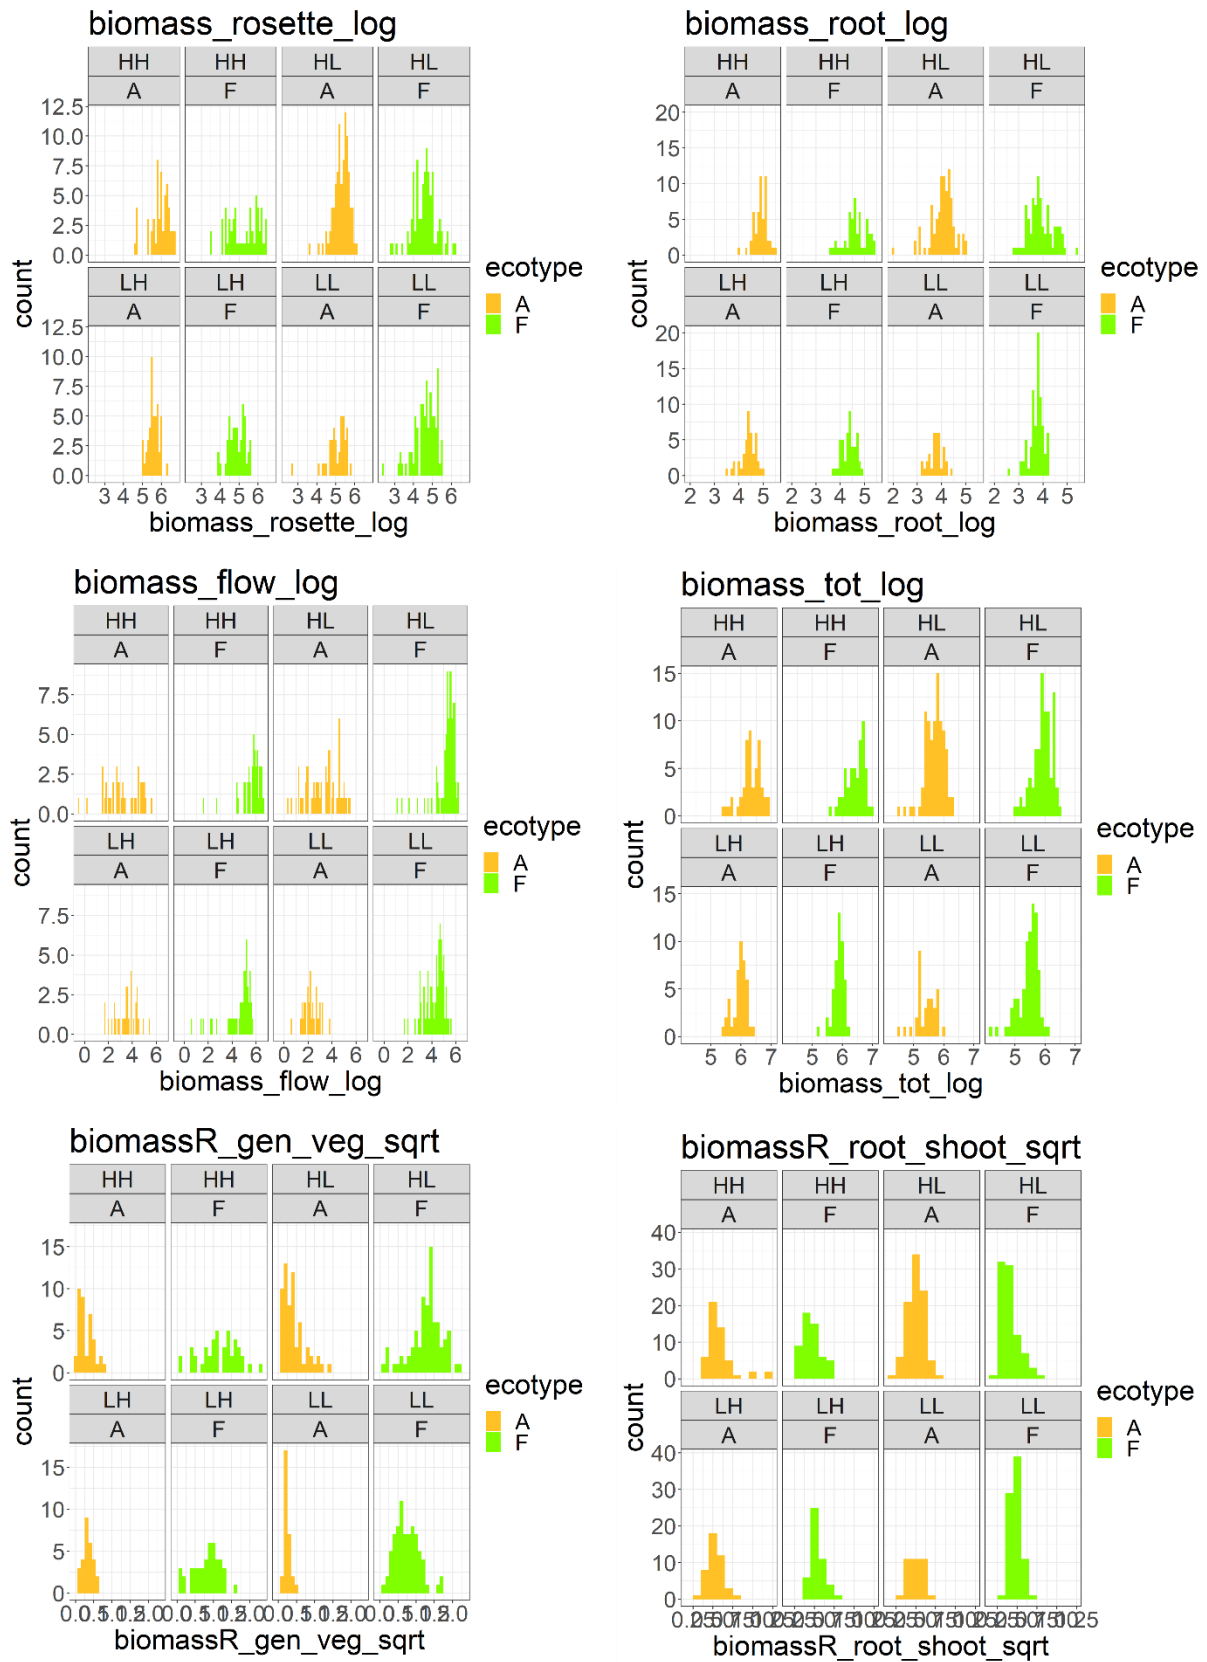 biomass_rosette_log
HH HH HL HL
A F A F
12.5
10.0
7.5
5.0
2.5
0.0
LH LH LL LL
A F A F
12.5
10.0
7.5
5.0
2.5
0.0
3 4 5 6 3 4 5 6 3 4 5 6 3 4 5 6
biomass_rosette_log
count
ecotype
A
F
biomass_root_log
HH HH HL HL
A F A F
20
15
10
5
0
LH LH LL LL
A F A F
20
15
10
5
0
2 3 4 5 2 3 4 5 2 3 4 5 2 3 4 5
biomass_root_log
count
ecotype
A
F
biomass_flow_log
HH HH HL HL
A F A F
7.5
5.0
2.5
0.0
LH LH LL LL
A F A F
7.5
5.0
2.5
0.0
0 2 4 6 0 2 4 6 0 2 4 6 0 2 4 6
biomass_flow_log
count
ecotype
A
F
biomass_tot_log
HH HH HL HL
A F A F
15
10
5
0
LH LH LL LL
A F A F
15
10
5
0
5 6 7 5 6 7 5 6 7 5 6 7
biomass_tot_log
count
ecotype
A
F
biomassR_gen_veg_sqrt
HH HH HL HL
A F A F
15
10
5
0
LH LH LL LL
A F A F
15
10
5
0
biomassR_gen_veg_sqrt
count
ecotype
A
F
biomassR_root_shoot_sqrt
HH HH HL HL
A F A F
40
30
20
10
0
LH LH LL LL
A F A F
40
30
20
10
0
biomassR_root_shoot_sqrt
count
ecotype
A
F